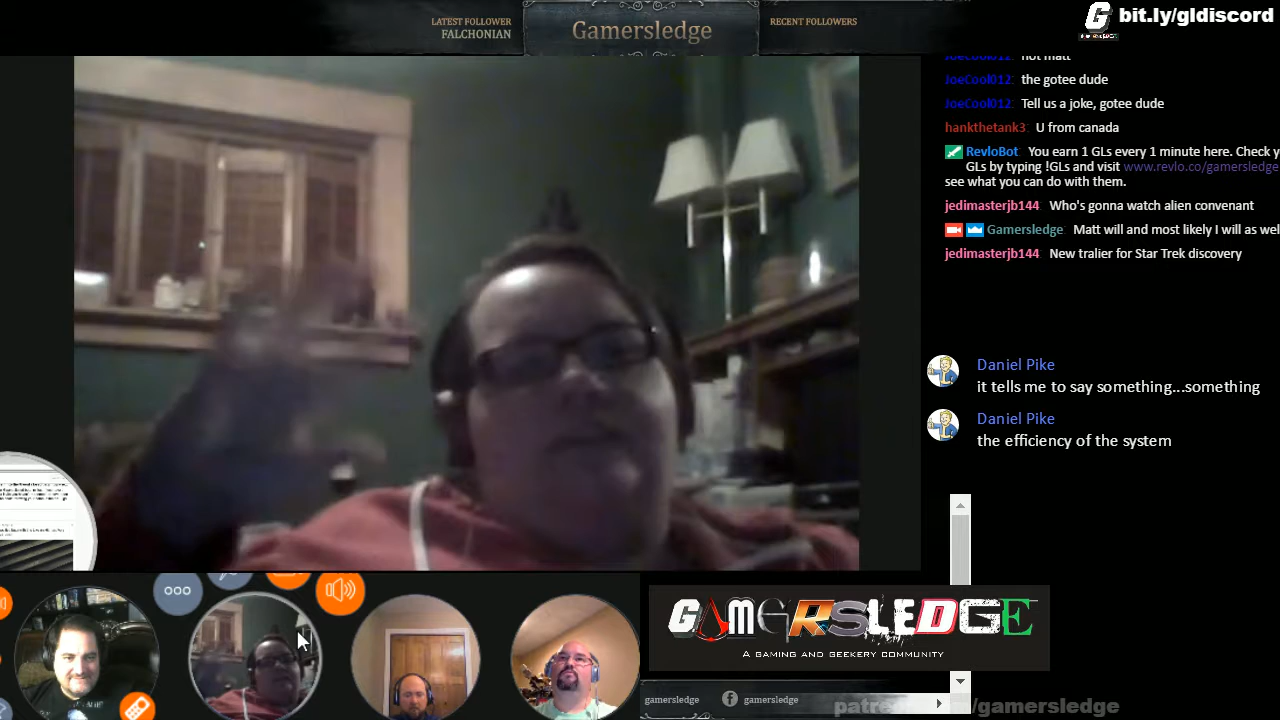 LATEST FOLLOWER
FALCHONIAN
Gamersledge
RECENT FOLLOWERS
bit.ly/gldiscord
JoeCool012: not matt
JoeCool012: the gotee dude
JoeCool012: Tell us a joke, gotee dude
hankthetank3: U from canada
RevloBot: You earn 1 GLs every 1 minute here. Check y
GLs by typing !GLs and visit www.revlo.co/gamersledge
see what you can do with them.
jedimasterjb144 Who's gonna watch alien convenant
Gamersledge: Matt will and most likely I will as wel
jedimasterjb144 New tralier for Star Trek discovery
Daniel Pike
it tells me to say something...something
Daniel Pike
the efficiency of the system
GAMERSLEDGE
A GAMING AND GEEKERY COMMUNITY
gamersledge
gamersledge
/gamersledge